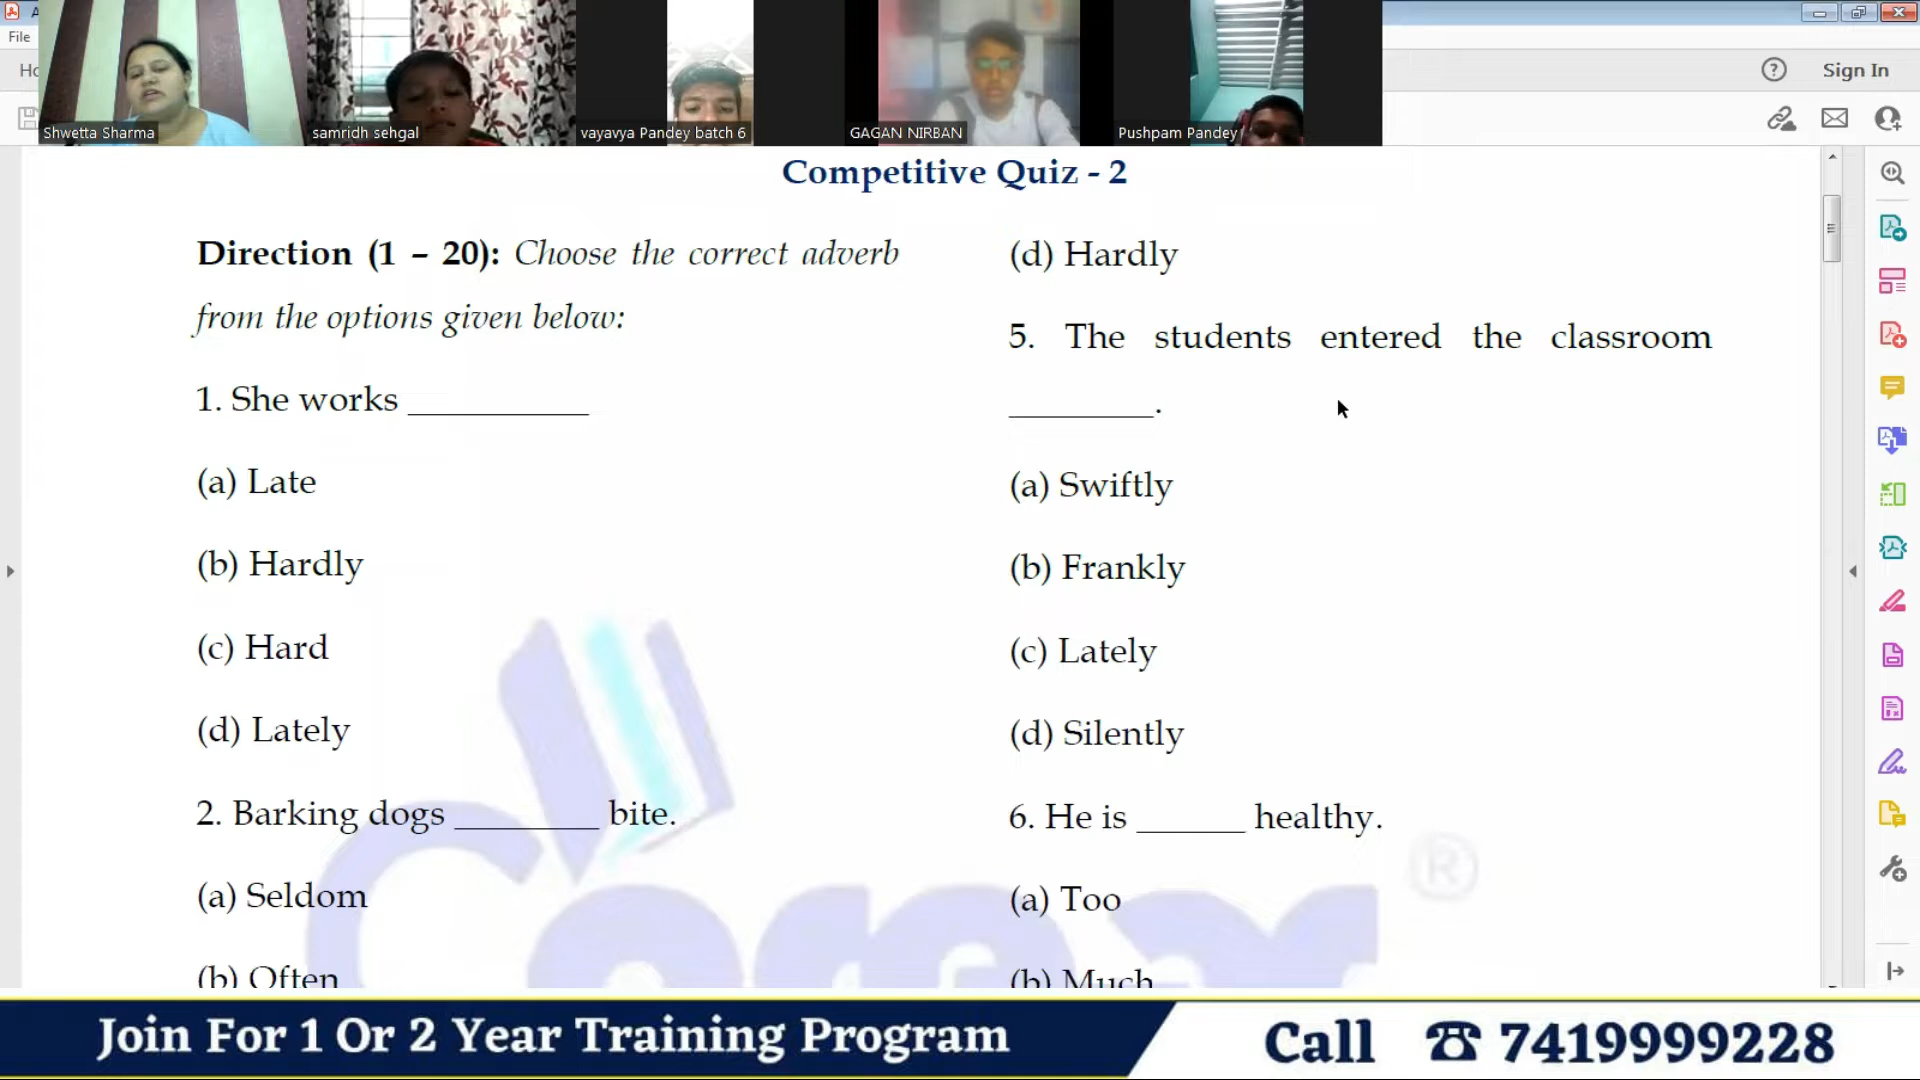 A
File
Ho
Sign In
Shwetta Sharma
samridh sehgal
vayavya Pandey batch 6
GAGAN NIRBAN
Pushpam Pandey
Competitive Quiz - 2
Direction (1 – 20): Choose the correct adverb
from the options given below:
1. She works __________
(a) Late
(b) Hardly
(c) Hard
(d) Lately
2. Barking dogs ________ bite.
(a) Seldom
(b) Often
(d) Hardly
5. The students entered the classroom
________.
(a) Swiftly
(b) Frankly
(c) Lately
(d) Silently
6. He is ______ healthy.
(a) Too
(b) Much
®
Join For 1 Or 2 Year Training Program
Call ☎ 7419999228